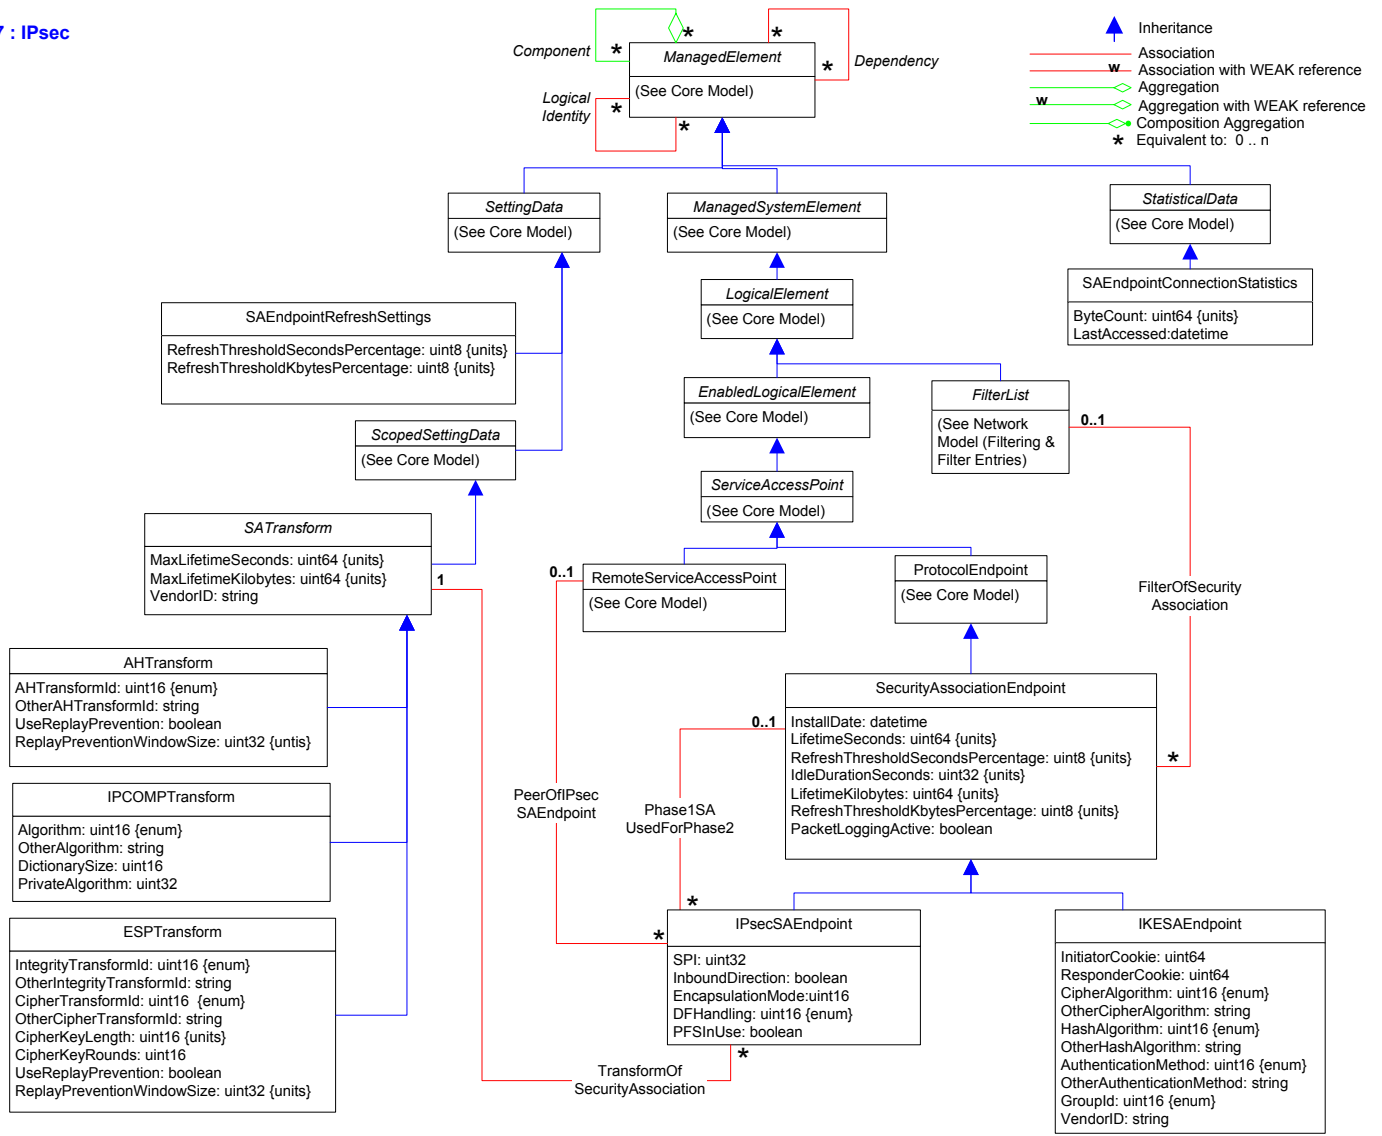 7 : IPsec
Inheritance
Association
w
Association with WEAK reference
Aggregation
w
Aggregation with WEAK reference
Composition Aggregation
* Equivalent to: 0 .. n
Component
*
*
*
*
Dependency
Logical
Identity
*
*
ManagedElement
(See Core Model)
SettingData
(See Core Model)
ManagedSystemElement
(See Core Model)
StatisticalData
(See Core Model)
SAEndpointConnectionStatistics
ByteCount: uint64 {units}
LastAccessed:datetime
LogicalElement
(See Core Model)
SAEndpointRefreshSettings
RefreshThresholdSecondsPercentage: uint8 {units}
RefreshThresholdKbytesPercentage: uint8 {units}
EnabledLogicalElement
(See Core Model)
FilterList
(See Network
Model (Filtering &
Filter Entries)
0..1
ScopedSettingData
(See Core Model)
ServiceAccessPoint
(See Core Model)
SATransform
MaxLifetimeSeconds: uint64 {units}
MaxLifetimeKilobytes: uint64 {units}
VendorID: string
1
0..1
RemoteServiceAccessPoint
(See Core Model)
ProtocolEndpoint
(See Core Model)
FilterOfSecurity
Association
AHTransform
AHTransformId: uint16 {enum}
OtherAHTransformId: string
UseReplayPrevention: boolean
ReplayPreventionWindowSize: uint32 {untis}
SecurityAssociationEndpoint
InstallDate: datetime
LifetimeSeconds: uint64 {units}
RefreshThresholdSecondsPercentage: uint8 {units}
IdleDurationSeconds: uint32 {units}
LifetimeKilobytes: uint64 {units}
RefreshThresholdKbytesPercentage: uint8 {units}
PacketLoggingActive: boolean
0..1
*
IPCOMPTransform
Algorithm: uint16 {enum}
OtherAlgorithm: string
DictionarySize: uint16
PrivateAlgorithm: uint32
PeerOfIPsec
SAEndpoint
Phase1SA
UsedForPhase2
*
*
ESPTransform
IntegrityTransformId: uint16 {enum}
OtherIntegrityTransformId: string
CipherTransformId: uint16 {enum}
OtherCipherTransformId: string
CipherKeyLength: uint16 {units}
CipherKeyRounds: uint16
UseReplayPrevention: boolean
ReplayPreventionWindowSize: uint32 {units}
IPsecSAEndpoint
SPI: uint32
InboundDirection: boolean
EncapsulationMode:uint16
DFHandling: uint16 {enum}
PFSInUse: boolean
*
TransformOf
SecurityAssociation
IKESAEndpoint
InitiatorCookie: uint64
ResponderCookie: uint64
CipherAlgorithm: uint16 {enum}
OtherCipherAlgorithm: string
HashAlgorithm: uint16 {enum}
OtherHashAlgorithm: string
AuthenticationMethod: uint16 {enum}
OtherAuthenticationMethod: string
GroupId: uint16 {enum}
VendorID: string